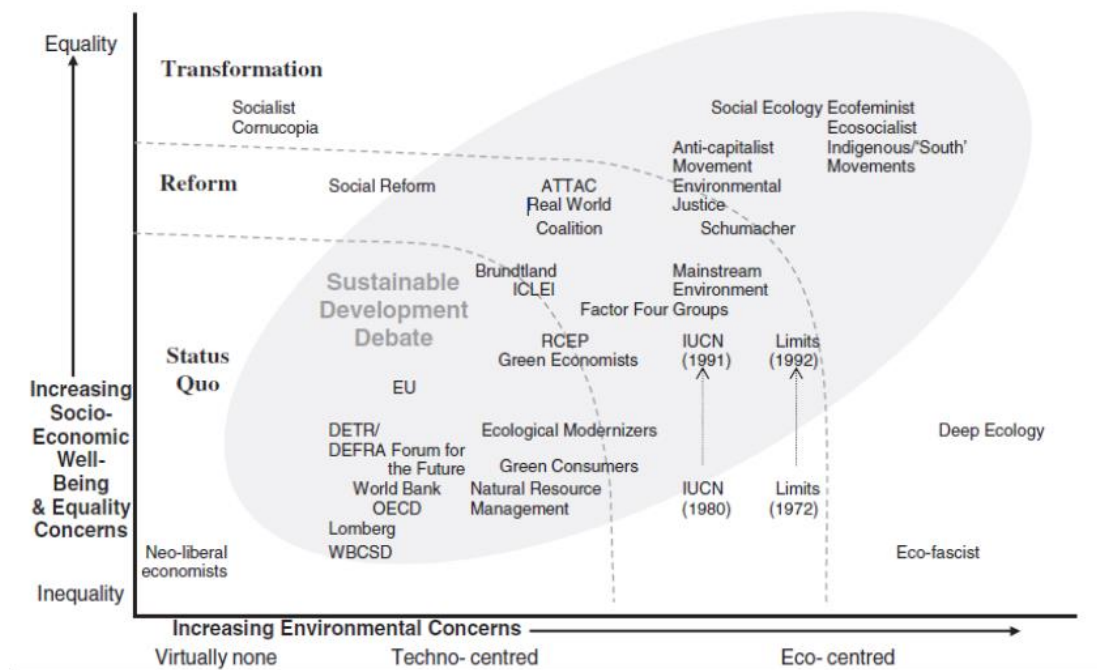 Equality
Transformation
Socialist
Cornucopia
Social Ecology Ecofeminist
Ecosocialist
Indigenous/‘South’
Movements
Anti-capitalist
Movement
Environmental
Justice
Reform
Social Reform
ATTAC
Real World
Coalition
Schumacher
Sustainable
Development
Debate
Brundtland
ICLEI
Mainstream
Environment
Factor Four Groups
Status
Quo
RCEP
Green Economists
IUCN
(1991)
Limits
(1992)
EU
Increasing
Socio-
Economic
Well-
Being
& Equality
Concerns
DETR/
DEFRA Forum for
the Future
Ecological Modernizers
Green Consumers
Deep Ecology
World Bank
OECD
Natural Resource
Management
IUCN
(1980)
Limits
(1972)
Lomberg
WBCSD
Neo-liberal
economists
Eco-fascist
Inequality
Increasing Environmental Concerns
Virtually none
Techno- centred
Eco- centred